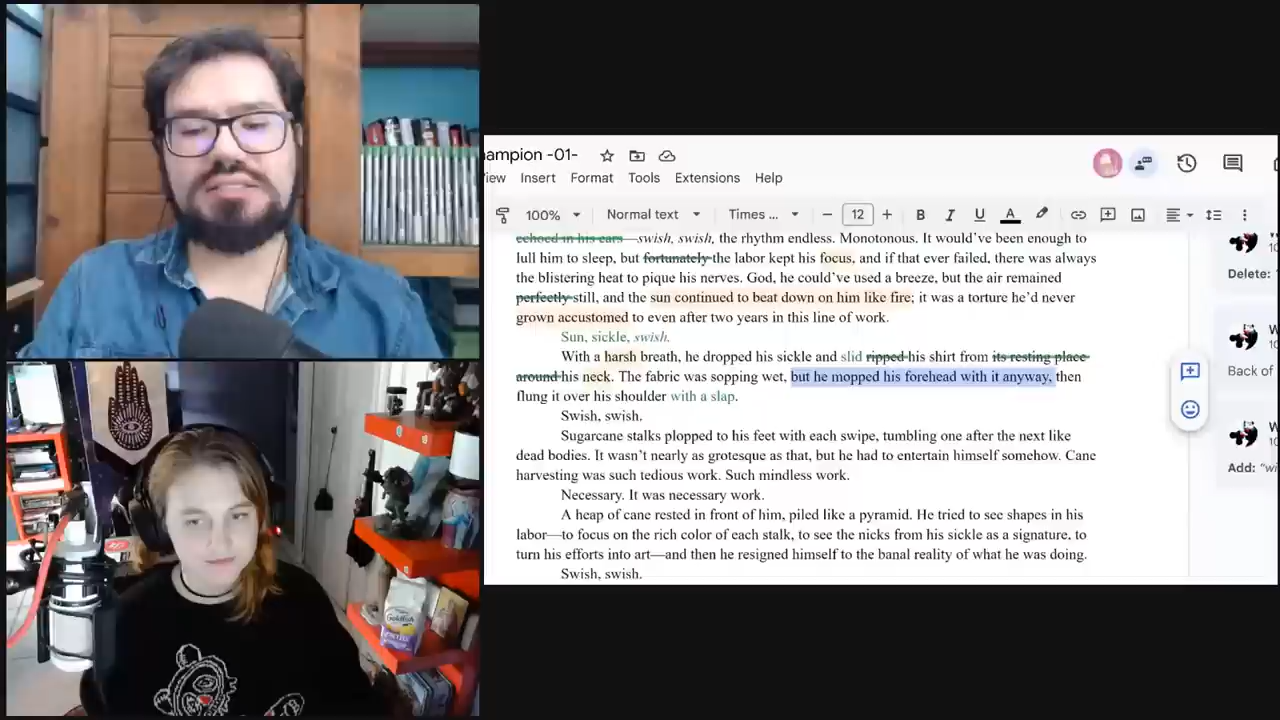 ampion -01-
iew Insert Format Tools Extensions Help
100% Normal text Times ... 12 B I U A
echoed in his ears—swish, swish, the rhythm endless. Monotonous. It would've been enough to
lull him to sleep, but fortunately the labor kept his focus, and if that ever failed, there was always
the blistering heat to pique his nerves. God, he could've used a breeze, but the air remained
perfectly still, and the sun continued to beat down on him like fire; it was a torture he'd never
grown accustomed to even after two years in this line of work.
Sun, sickle, swish.
With a harsh breath, he dropped his sickle and slid ripped his shirt from its resting place
around his neck. The fabric was sopping wet, but he mopped his forehead with it anyway, then
flung it over his shoulder with a slap.
Swish, swish.
Sugarcane stalks plopped to his feet with each swipe, tumbling one after the next like
dead bodies. It wasn't nearly as grotesque as that, but he had to entertain himself somehow. Cane
harvesting was such tedious work. Such mindless work.
Necessary. It was necessary work.
A heap of cane rested in front of him, piled like a pyramid. He tried to see shapes in his
labor—to focus on the rich color of each stalk, to see the nicks from his sickle as a signature, to
turn his efforts into art—and then he resigned himself to the banal reality of what he was doing.
Swish, swish.
Delete:
Back of
Add: "wi
Goldfish